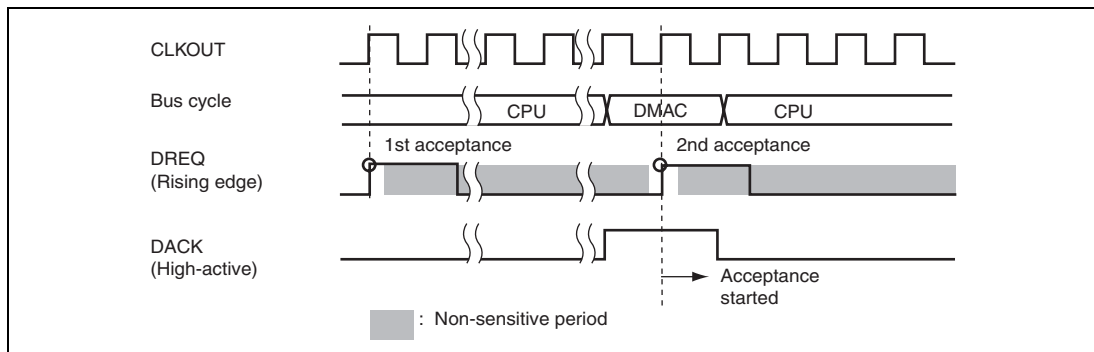 CLKOUT
Bus cycle
CPU
DMAC
CPU
DREQ
(Rising edge)
1st acceptance
2nd acceptance
DACK
(High-active)
Acceptance
started
: Non-sensitive period